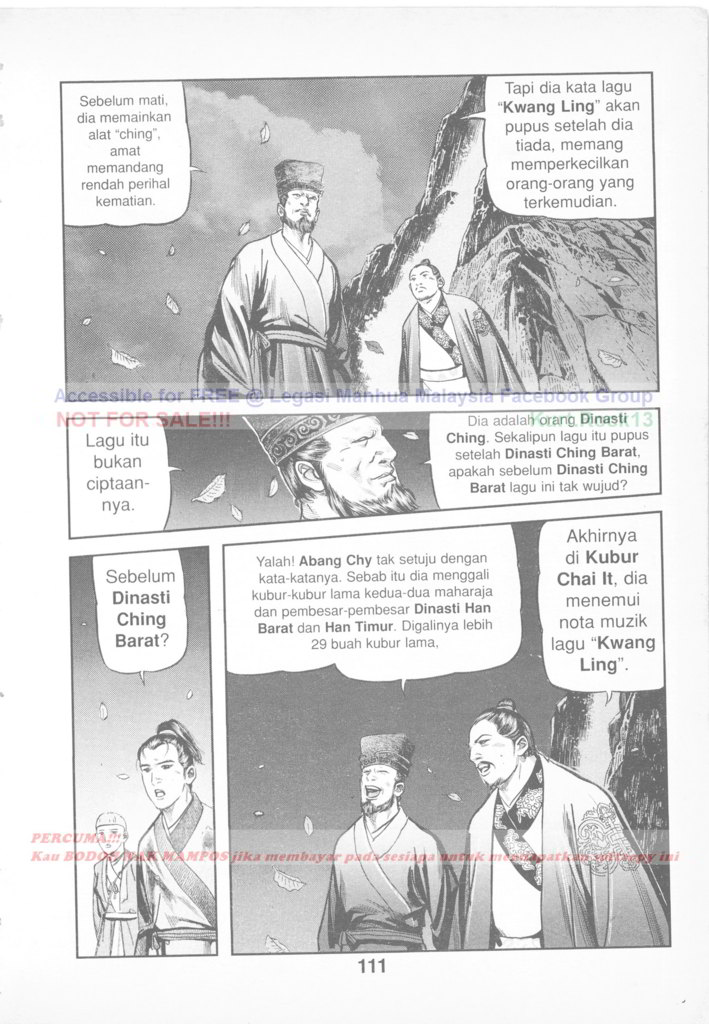 Sebelum mati,
dia memainkan
alat “ching”,
amat
memandang
rendah perihal
kematian.
Tapi dia kata lagu
“Kwang Ling” akan
pupus setelah dia
tiada, memang
memperkecilkan
orang-orang yang
terkemudian.
Accessible for FREE @ Legasi Manhua Malaysia Facebook Group
NOT FOR SALE!!!
Lagu itu
bukan
ciptaan-
nya.
Dia adalah orang Dinasti
Ching. Sekalipun lagu itu pupus
setelah Dinasti Ching Barat,
apakah sebelum Dinasti Ching
Barat lagu ini tak wujud?
Sebelum
Dinasti
Ching
Barat?
Yalah! Abang Chy tak setuju dengan
kata-katanya. Sebab itu dia menggali
kubur-kubur lama kedua-dua maharaja
dan pembesar-pembesar Dinasti Han
Barat dan Han Timur. Digalinya lebih
29 buah kubur lama,
Akhirnya
di Kubur
Chai It, dia
menemui
nota muzik
lagu “Kwang
Ling”.
PERCUMA!!!
Kau BODOH NAK MAMPOS jika membayar pada sesiapa untuk mendapatkan softcopy ini
111